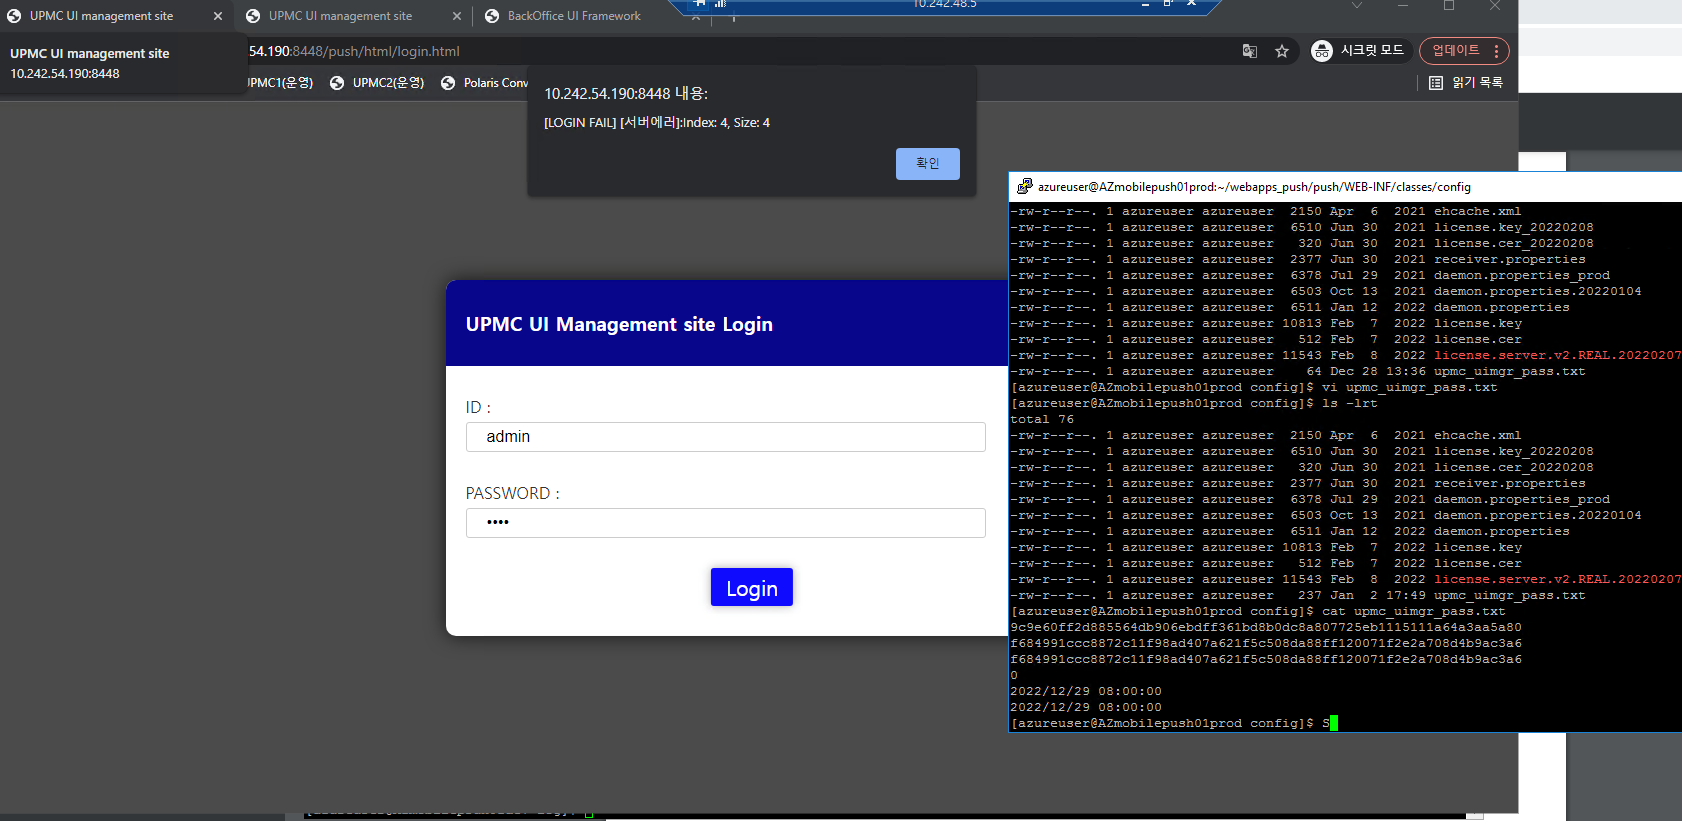 UPMC UI management site
UPMC UI management site
BackOffice UI Framework
10.242.48.5
UPMC UI management site
10.242.54.190:8448
54.190:8448/push/html/login.html
시크릿 모드
업데이트
UPMC1(운영)
UPMC2(운영)
Polaris Conv
읽기 목록
10.242.54.190:8448 내용:
[LOGIN FAIL] [서버에러]:Index: 4, Size: 4
확인
UPMC UI Management site Login
ID :
admin
PASSWORD :
••••
Login
azureuser@AZmobilepush01prod:~/webapps_push/push/WEB-INF/classes/config
-rw-r--r--. 1 azureuser azureuser  2150 Apr  6  2021 ehcache.xml
-rw-r--r--. 1 azureuser azureuser  6510 Jun 30  2021 license.key_20220208
-rw-r--r--. 1 azureuser azureuser   320 Jun 30  2021 license.cer_20220208
-rw-r--r--. 1 azureuser azureuser  2377 Jun 30  2021 receiver.properties
-rw-r--r--. 1 azureuser azureuser  6378 Jul 29  2021 daemon.properties_prod
-rw-r--r--. 1 azureuser azureuser  6503 Oct 13  2021 daemon.properties.20220104
-rw-r--r--. 1 azureuser azureuser  6511 Jan 12  2022 daemon.properties
-rw-r--r--. 1 azureuser azureuser 10813 Feb  7  2022 license.key
-rw-r--r--. 1 azureuser azureuser   512 Feb  7  2022 license.cer
-rw-r--r--. 1 azureuser azureuser 11543 Feb  8  2022 license.server.v2.REAL.20220207
-rw-r--r--. 1 azureuser azureuser    64 Dec 28 13:36 upmc_uimgr_pass.txt
[azureuser@AZmobilepush01prod config]$ vi upmc_uimgr_pass.txt
[azureuser@AZmobilepush01prod config]$ ls -lrt
total 76
-rw-r--r--. 1 azureuser azureuser  2150 Apr  6  2021 ehcache.xml
-rw-r--r--. 1 azureuser azureuser  6510 Jun 30  2021 license.key_20220208
-rw-r--r--. 1 azureuser azureuser   320 Jun 30  2021 license.cer_20220208
-rw-r--r--. 1 azureuser azureuser  2377 Jun 30  2021 receiver.properties
-rw-r--r--. 1 azureuser azureuser  6378 Jul 29  2021 daemon.properties_prod
-rw-r--r--. 1 azureuser azureuser  6503 Oct 13  2021 daemon.properties.20220104
-rw-r--r--. 1 azureuser azureuser  6511 Jan 12  2022 daemon.properties
-rw-r--r--. 1 azureuser azureuser 10813 Feb  7  2022 license.key
-rw-r--r--. 1 azureuser azureuser   512 Feb  7  2022 license.cer
-rw-r--r--. 1 azureuser azureuser 11543 Feb  8  2022 license.server.v2.REAL.20220207
-rw-r--r--. 1 azureuser azureuser   237 Jan  2 17:49 upmc_uimgr_pass.txt
[azureuser@AZmobilepush01prod config]$ cat upmc_uimgr_pass.txt
9c9e60ff2d885564db906ebdff361bd8b0dc8a807725eb1115111a64a3aa5a80
f684991ccc8872c11f98ad407a621f5c508da88ff120071f2e2a708d4b9ac3a6
f684991ccc8872c11f98ad407a621f5c508da88ff120071f2e2a708d4b9ac3a6
0
2022/12/29 08:00:00
2022/12/29 08:00:00
[azureuser@AZmobilepush01prod config]$ S